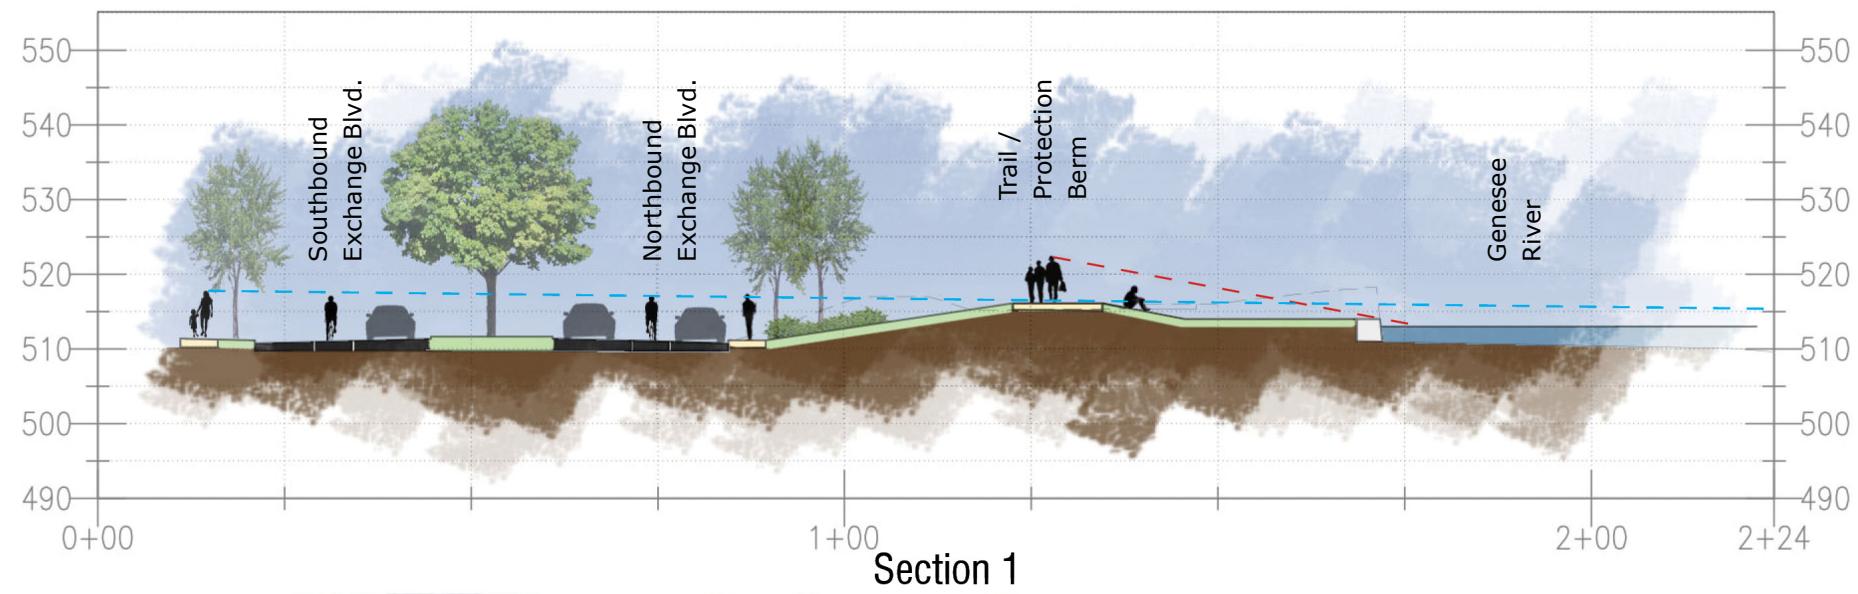 550
540
530
520
510
500
490
Southbound
Exchange Blvd.
Northbound
Exchange Blvd.
Trail /
Protection
Berm
Genesee
River
550
540
530
520
510
500
490
0+00
1+00
2+00
2+24
Section 1